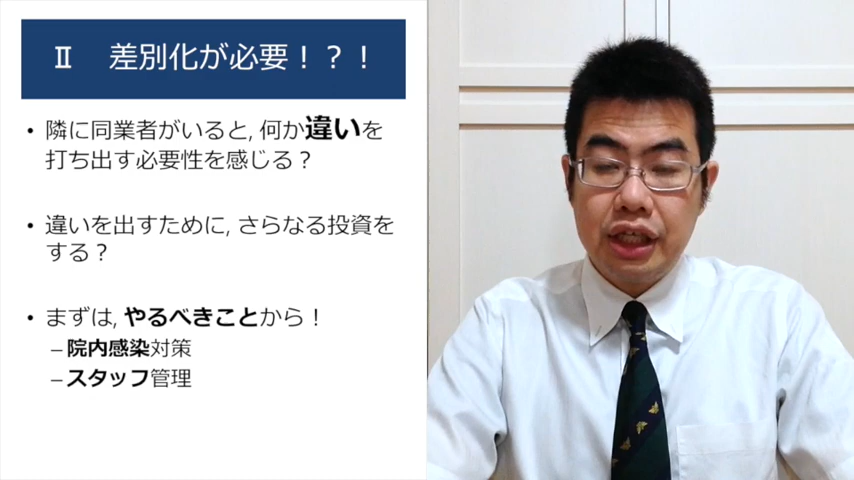 Ⅱ 差別化が必要！？！
• 隣に同業者がいると, 何か違いを
打ち出す必要性を感じる？
• 違いを出すために, さらなる投資を
する？
• まずは, やるべきことから！
– 院内感染対策
– スタッフ管理